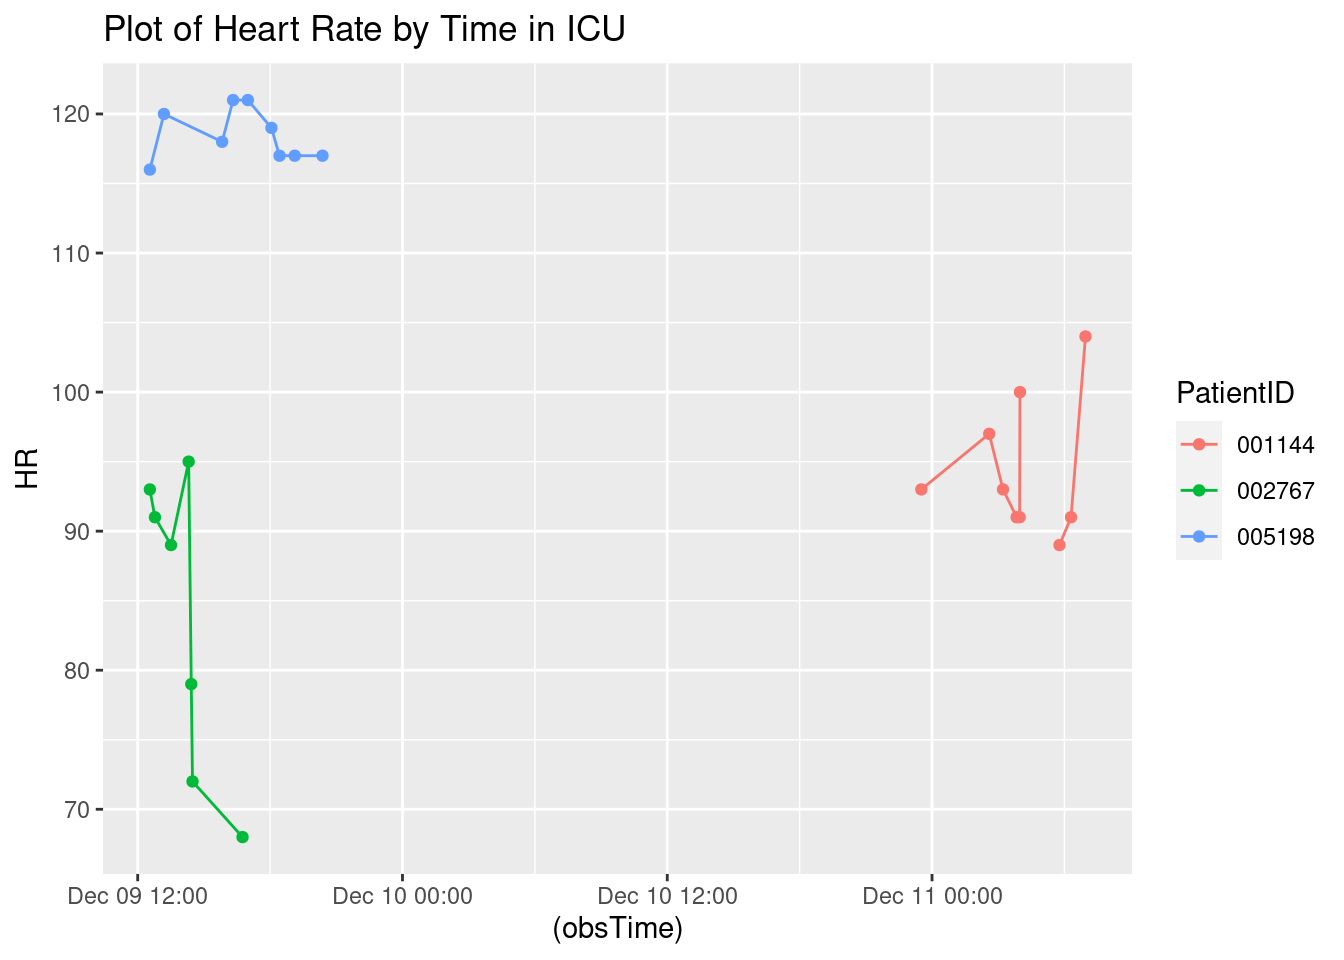 Plot of Heart Rate by Time in ICU
120
110
100
90
80
70
HR
Dec 09 12:00
Dec 10 00:00
Dec 10 12:00
Dec 11 00:00
(obsTime)
PatientID
001144
002767
005198